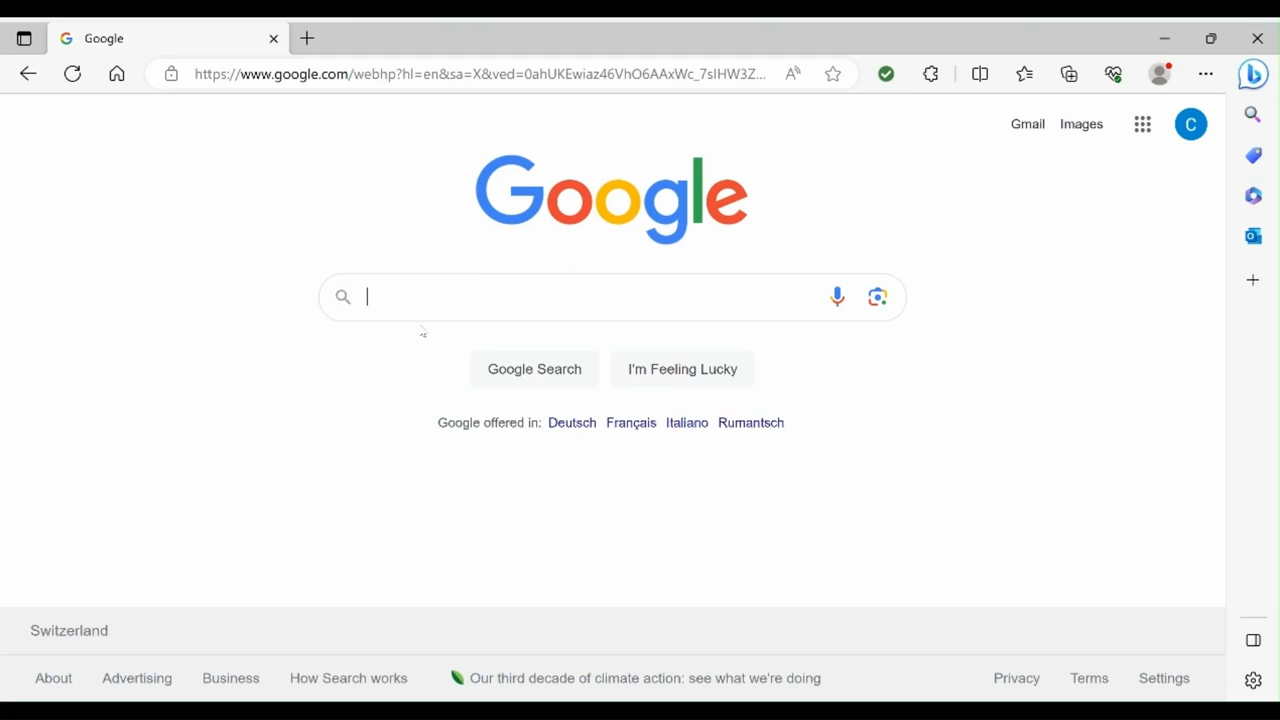 Google
https://www.google.com/webhp?hl=en&sa=X&ved=0ahUKEwiaz46VhO6AAxWc_7sIHW3Z...
Gmail Images
C
Google
Google Search I'm Feeling Lucky
Google offered in: Deutsch Français Italiano Rumantsch
Switzerland
About Advertising Business How Search works Our third decade of climate action: see what we're doing Privacy Terms Settings